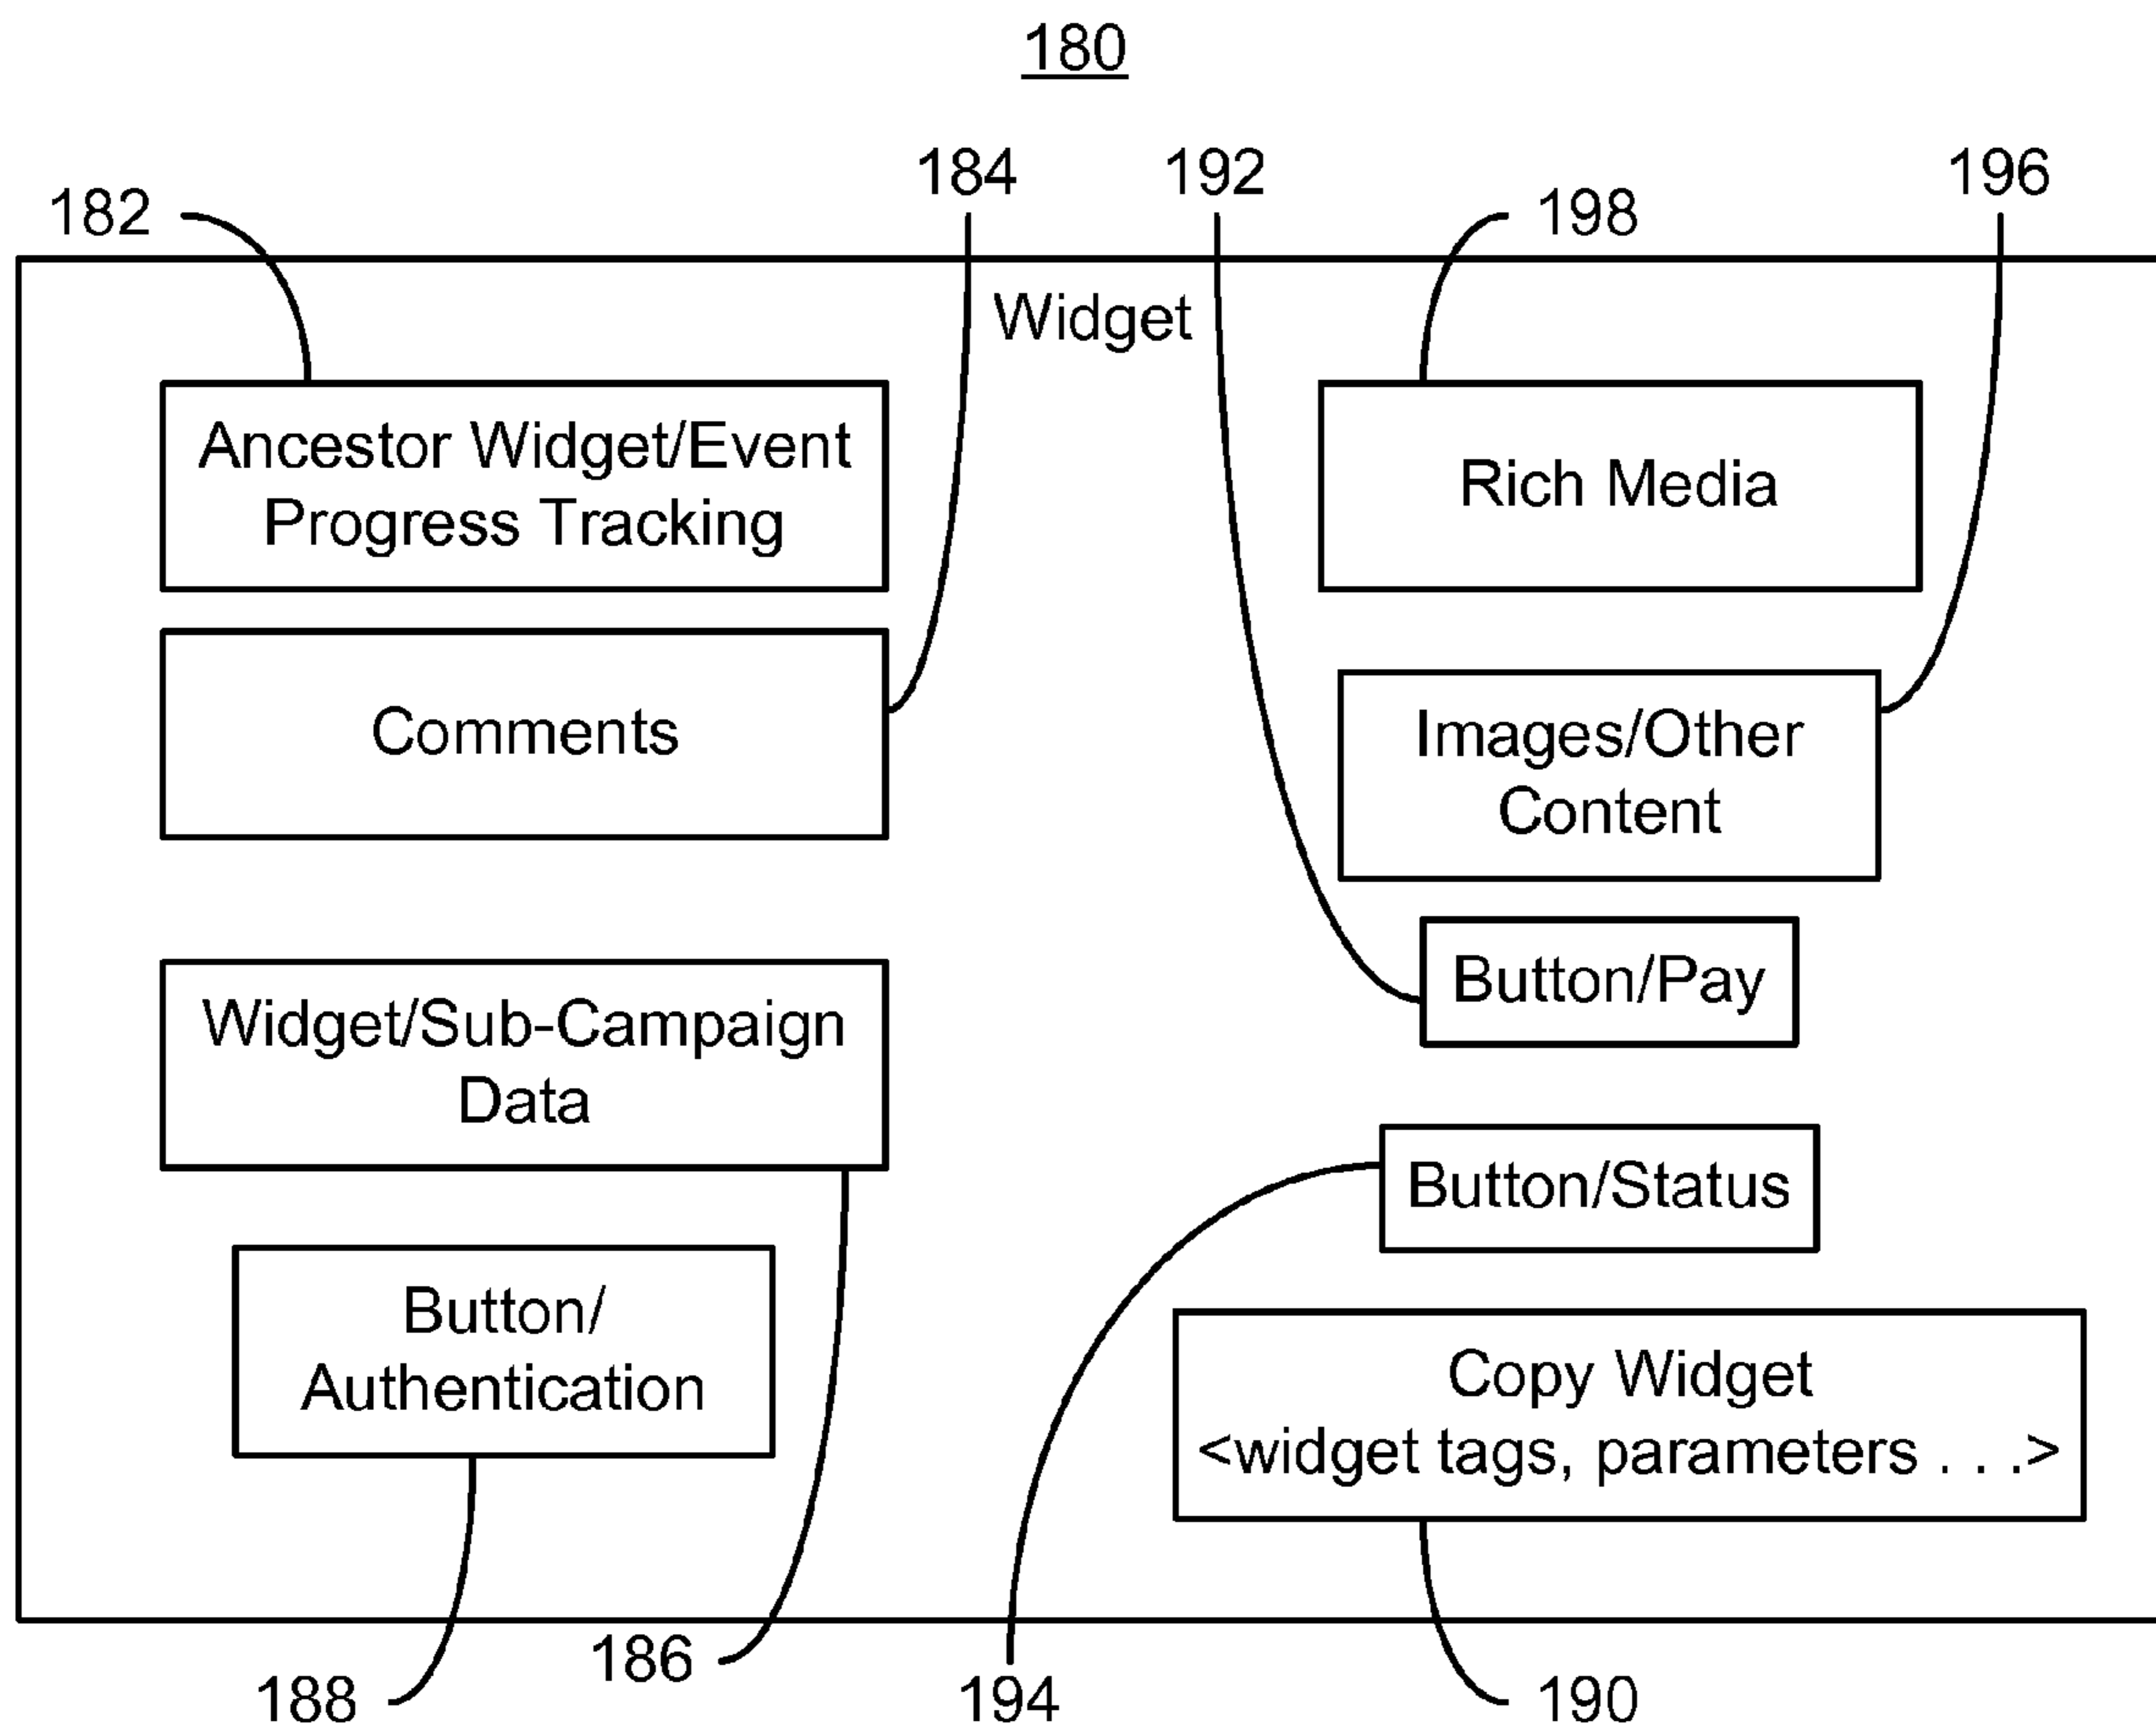 180
184
192
196
182
198
Widget
Ancestor Widget/Event
Progress Tracking
Rich Media
Comments
Images/Other
Content
Button/Pay
Widget/Sub-Campaign
Data
Button/Status
Button/
Authentication
Copy Widget
<widget tags, parameters . . .>
186
188
194
190